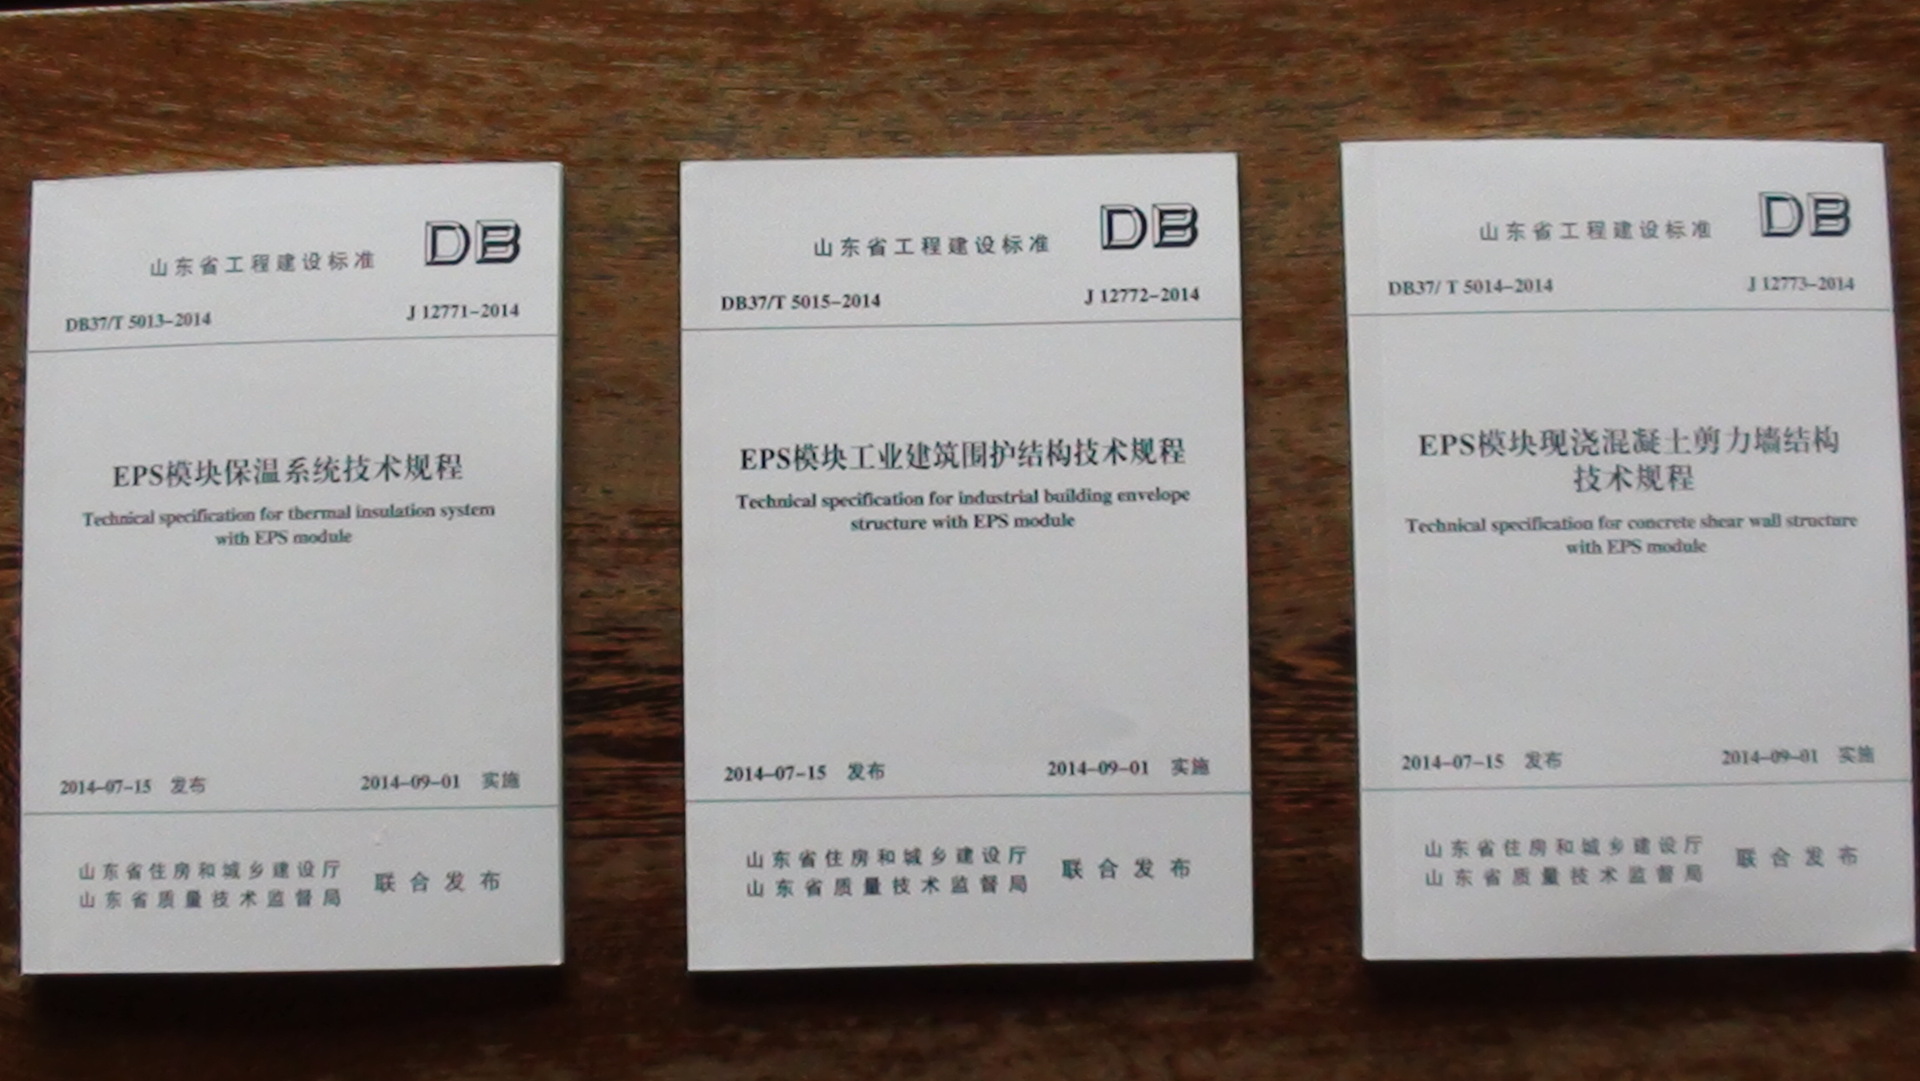 DB
山东省工程建设标准
DB37/T 5013-2014 J 12771-2014
EPS模块保温系统技术规程
Technical specification for thermal insulation system
with EPS module
2014-07-15 发布 2014-09-01 实施
山东省住房和城乡建设厅
山东省质量技术监督局
联合发布
DB
山东省工程建设标准
DB37/T 5015-2014 J 12772-2014
EPS模块工业建筑围护结构技术规程
Technical specification for industrial building envelope
structure with EPS module
2014-07-15 发布 2014-09-01 实施
山东省住房和城乡建设厅
山东省质量技术监督局
联合发布
DB
山东省工程建设标准
DB37/ T 5014-2014 J 12773-2014
EPS模块现浇混凝土剪力墙结构
技术规程
Technical specification for concrete shear wall structure
with EPS module
2014-07-15 发布 2014-09-01 实施
山东省住房和城乡建设厅
山东省质量技术监督局
联合发布